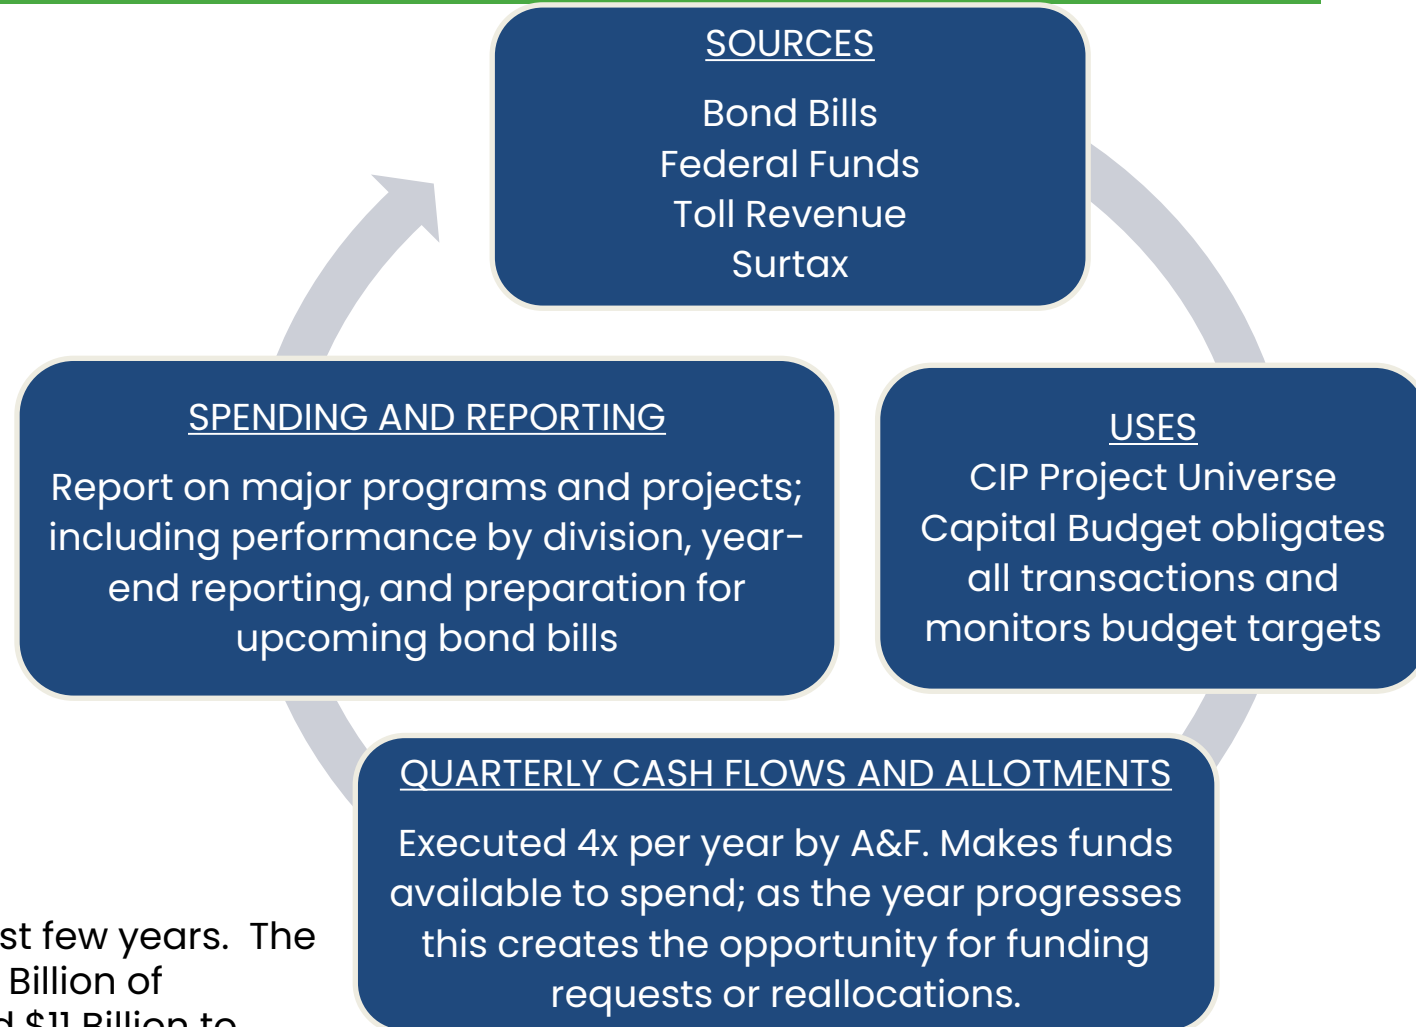 SOURCES
Bond Bills
Federal Funds
Toll Revenue
Surtax
SPENDING AND REPORTING
Report on major programs and projects;
including performance by division, year-
end reporting, and preparation for
upcoming bond bills
USES
CIP Project Universe
Capital Budget obligates
all transactions and
monitors budget targets
QUARTERLY CASH FLOWS AND ALLOTMENTS
Executed 4x per year by A&F. Makes funds
available to spend; as the year progresses
this creates the opportunity for funding
requests or reallocations.
few years. The
Billion of
$11 Billion to